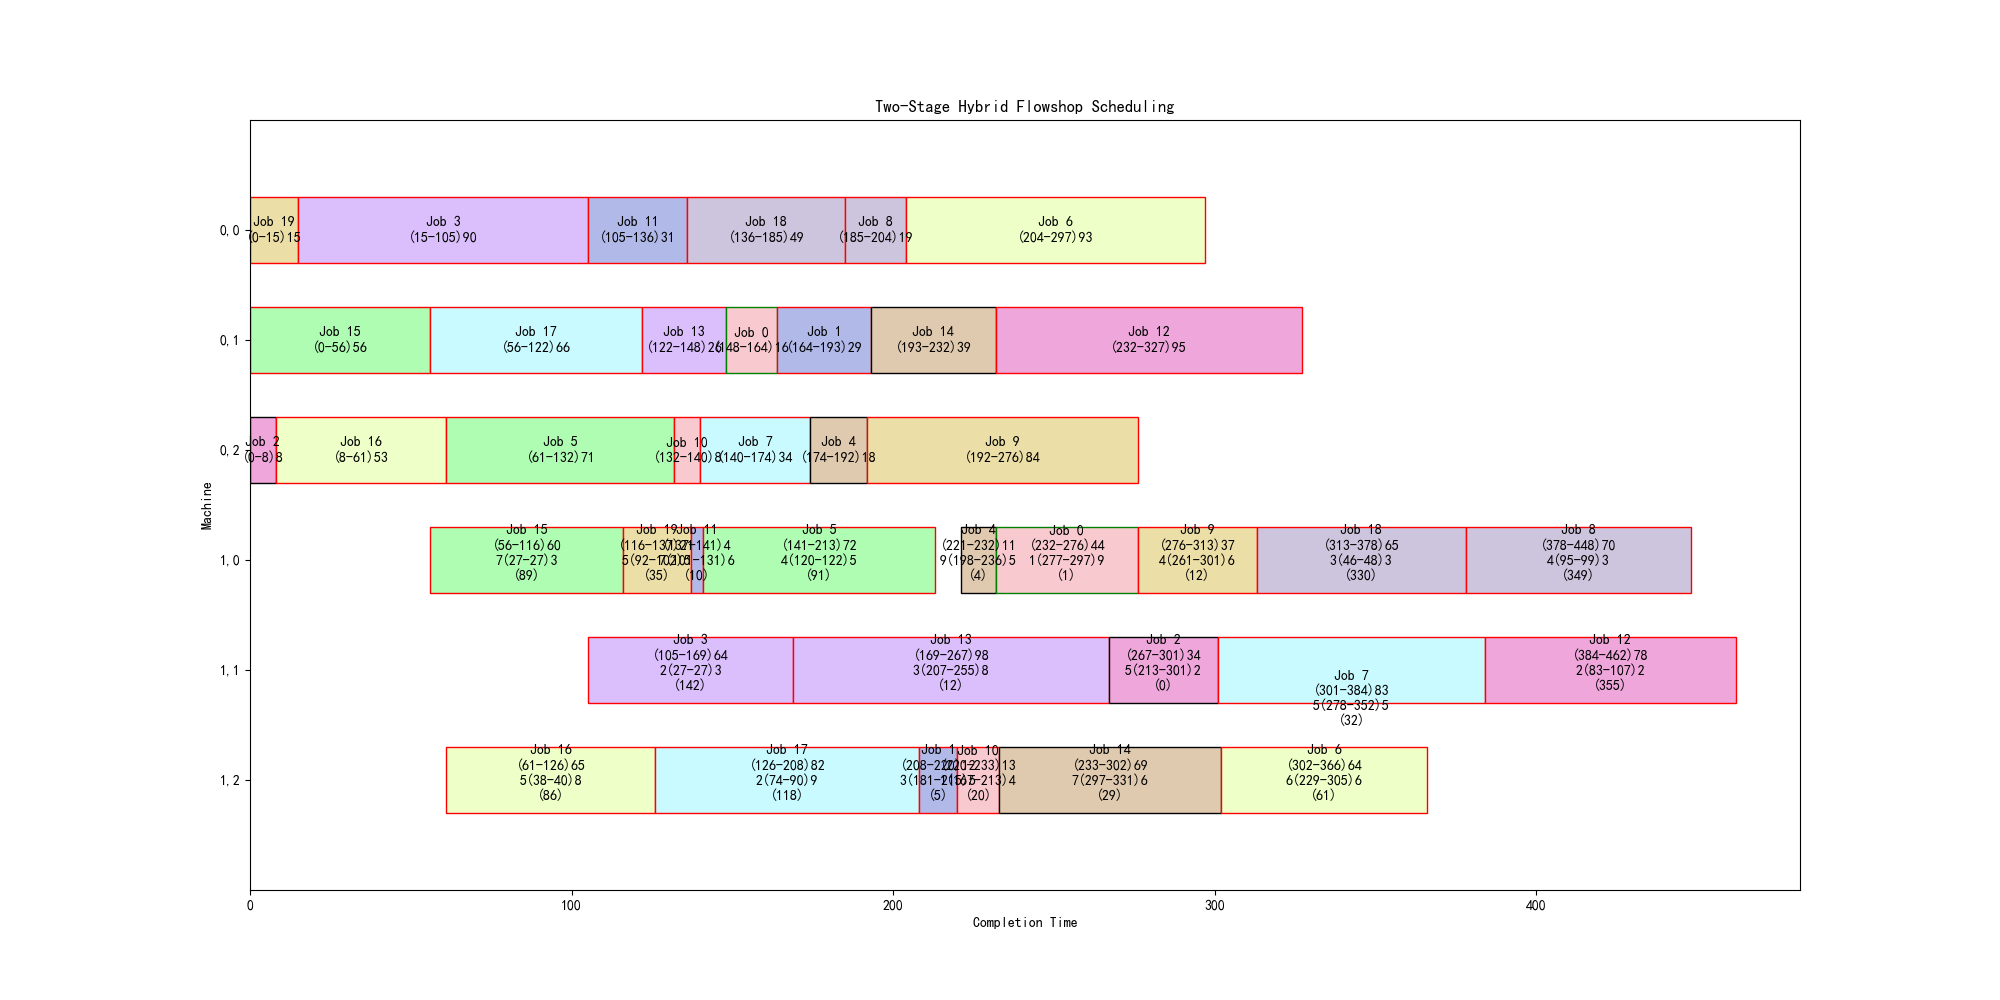 Two-Stage Hybrid Flowshop Scheduling
0,0
Job 19
(0-15)15
Job 3
(15-105)90
Job 11
(105-136)31
Job 18
(136-185)49
Job 8
(185-204)19
Job 6
(204-297)93
0,1
Job 15
(0-56)56
Job 17
(56-122)66
Job 13
(122-148)26
Job 0
(148-164)16
Job 1
(164-193)29
Job 14
(193-232)39
Job 12
(232-327)95
0,2
Job 2
(0-8)8
Job 16
(8-61)53
Job 5
(61-132)71
Job 10
(132-140)8
Job 7
(140-174)34
Job 4
(174-192)18
Job 9
(192-276)84
Machine
1,0
Job 15
(56-116)60
7(27-27)3
(89)
Job 19
(116-137)21
(35)
Job 11
(137-141)4
(10)
Job 5
(141-213)72
4(120-122)5
(91)
Job 4
(221-232)11
9(198-236)5
(4)
Job 0
(232-276)44
1(277-297)9
(1)
Job 9
(276-313)37
4(261-301)6
(12)
Job 18
(313-378)65
3(46-48)3
(330)
Job 8
(378-448)70
4(95-99)3
(349)
1,1
Job 3
(105-169)64
2(27-27)3
(142)
Job 13
(169-267)98
3(207-255)8
(12)
Job 2
(267-301)34
5(213-301)2
(0)
Job 7
(301-384)83
5(278-352)5
(32)
Job 12
(384-462)78
2(83-107)2
(355)
1,2
Job 16
(61-126)65
5(38-40)8
(86)
Job 17
(126-208)82
2(74-90)9
(118)
Job 1
(208-220)12
(5)
Job 10
(220-233)13
(20)
Job 14
(233-302)69
7(297-331)6
(29)
Job 6
(302-366)64
6(229-305)6
(61)
0
100
200
300
400
Completion Time